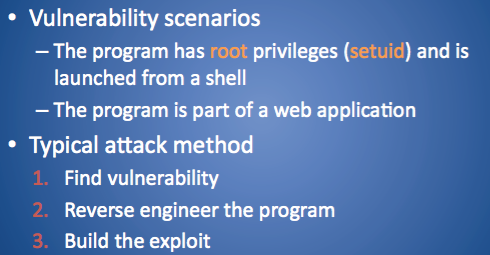 • Vulnerability scenarios
– The program has root privileges (setuid) and is
launched from a shell
– The program is part of a web application
• Typical attack method
1. Find vulnerability
2. Reverse engineer the program
3. Build the exploit